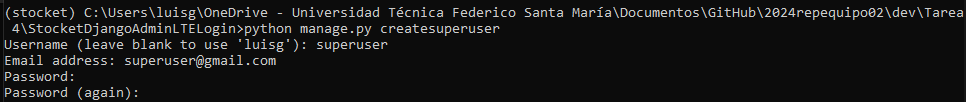 (stocket) C:\Users\luisg\OneDrive - Universidad Técnica Federico Santa María\Documentos\GitHub\2024repequipo02\dev\Tarea
4\StocketDjangoAdminLTELogin>python manage.py createsuperuser
Username (leave blank to use 'luisg'): superuser
Email address: superuser@gmail.com
Password:
Password (again):